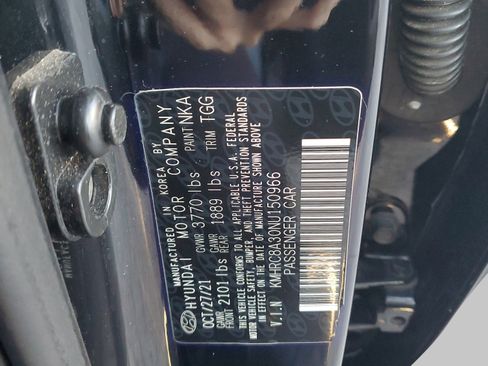 MANUFACTURED IN KOREA BY
HYUNDAI MOTOR COMPANY
OCT/27/21 GVWR 3770 lbs PAINT NKA
GAWR FRONT 2101 lbs GAWR REAR 1889 lbs TRIM TGG
THIS VEHICLE CONFORMS TO ALL APPLICABLE U.S.A. FEDERAL
MOTOR VEHICLE SAFETY, BUMPER, AND THEFT PREVENTION STANDARDS
IN EFFECT ON THE DATE OF MANUFACTURE SHOWN ABOVE
V.I.N KMHRC8A30NU150966
PASSENGER CAR